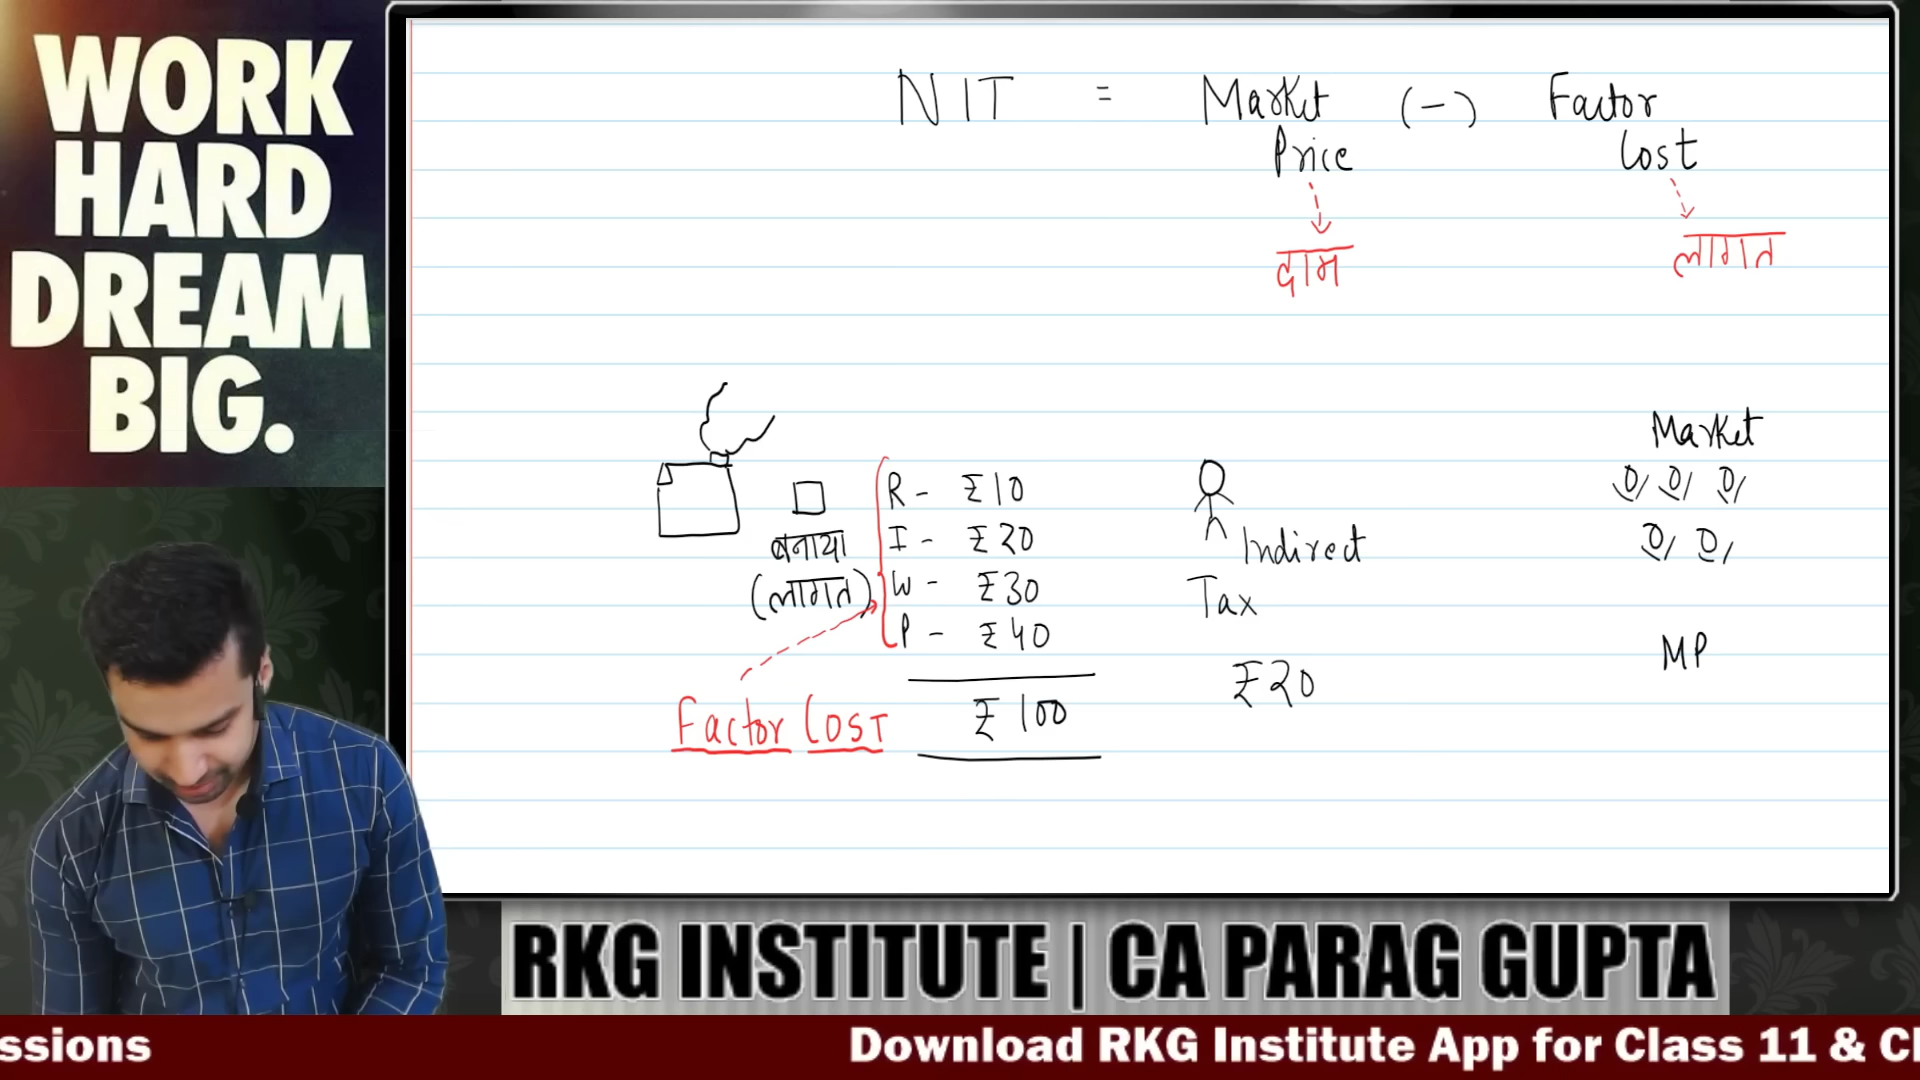 WORK
HARD
DREAM
BIG.
NIT = Market Price (-) Factor Cost
दाम
लागत
Market
बनाया
(लागत)
R - ₹10
I - ₹20
W - ₹30
P - ₹40
₹ 100
Factor Cost
Indirect
Tax
₹20
MP
RKG INSTITUTE | CA PARAG GUPTA
ssions
Download RKG Institute App for Class 11 & Cl